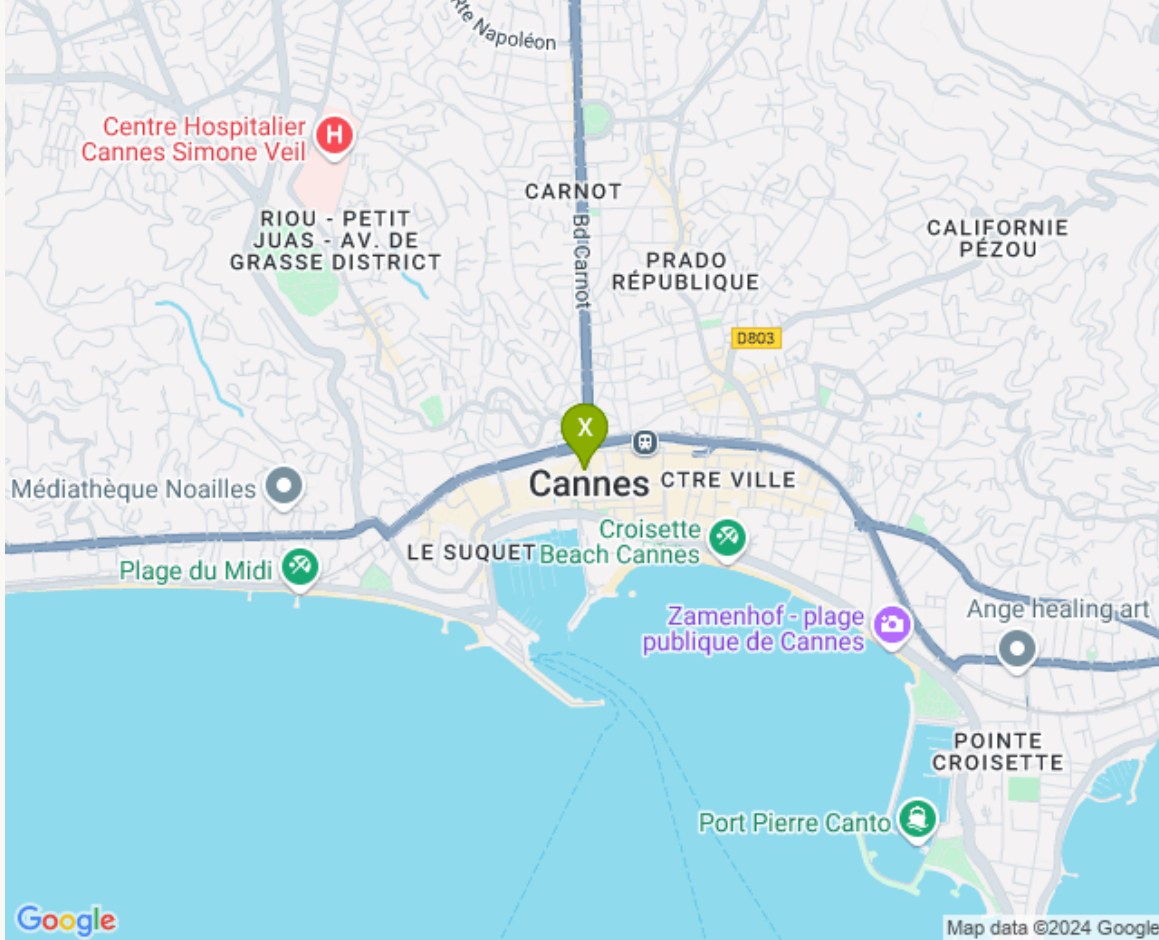 Rte Napoléon
Centre Hospitalier
Cannes Simone Veil
H
CARNOT
Bd Carnot
RIOU - PETIT
JUAS - AV. DE
GRASSE DISTRICT
CALIFORNIE
PÉZOU
PRADO
RÉPUBLIQUE
D803
X
Cannes
CTRE VILLE
Médiathèque Noailles
Croisette
Beach Cannes
LE SUQUET
Plage du Midi
Zamenhof - plage
publique de Cannes
Ange healing art
POINTE
CROISETTE
Port Pierre Canto
Google
Map data ©2024 Google